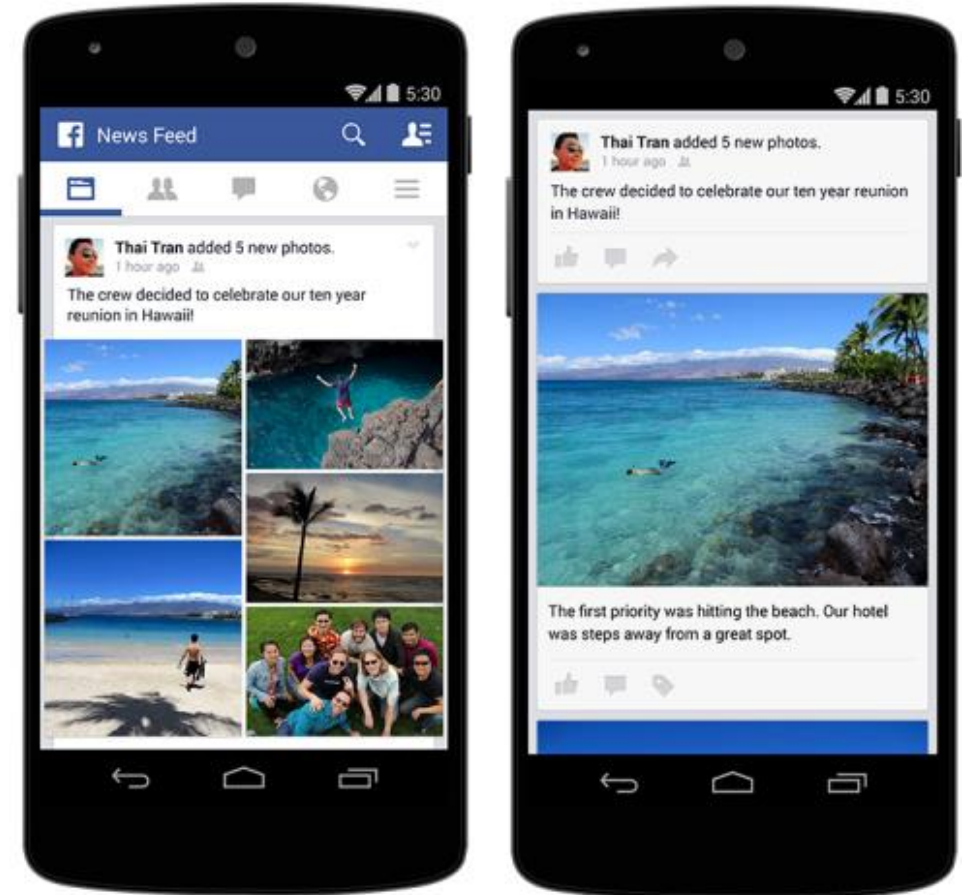 5:30
News Feed
Thai Tran added 5 new photos.
1 hour ago
The crew decided to celebrate our ten year
reunion in Hawaii!
5:30
Thai Tran added 5 new photos.
1 hour ago
The crew decided to celebrate our ten year reunion
in Hawaii!
The first priority was hitting the beach. Our hotel
was steps away from a great spot.